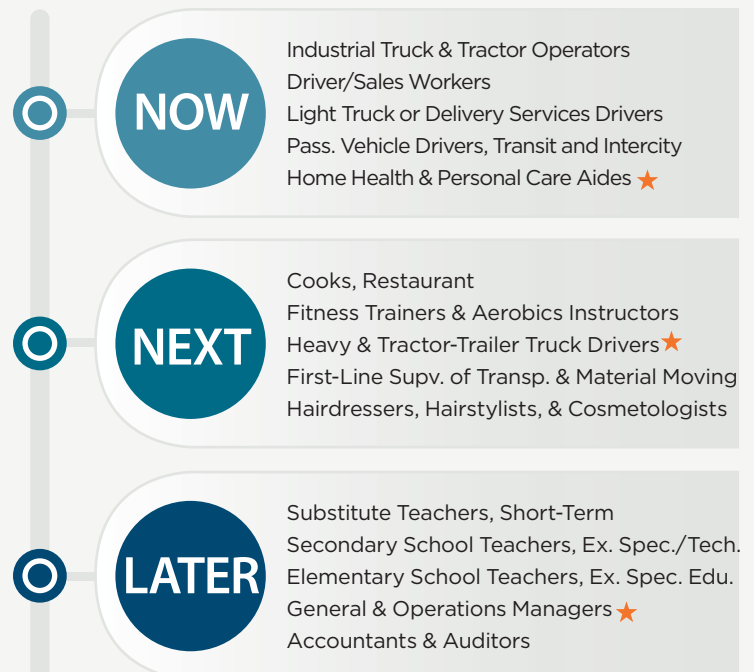 NOW
Industrial Truck & Tractor Operators
Driver/Sales Workers
Light Truck or Delivery Services Drivers
Pass. Vehicle Drivers, Transit and Intercity
Home Health & Personal Care Aides
NEXT
Cooks, Restaurant
Fitness Trainers & Aerobics Instructors
Heavy & Tractor-Trailer Truck Drivers
First-Line Supv. of Transp. & Material Moving
Hairdressers, Hairstylists, & Cosmetologists
LATER
Substitute Teachers, Short-Term
Secondary School Teachers, Ex. Spec./Tech.
Elementary School Teachers, Ex. Spec. Edu.
General & Operations Managers
Accountants & Auditors